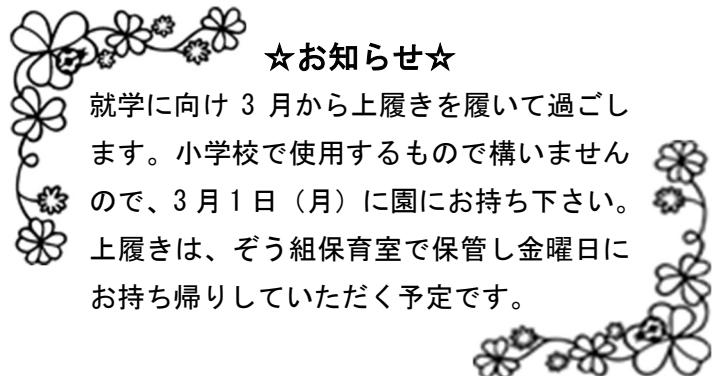 ☆お知らせ☆
就学に向け 3 月から上履きを履いて過ごし
ます。小学校で使用するもので構いません
ので、3 月 1 日（月）に園にお持ち下さい。
上履きは、ぞう組保育室で保管し金曜日に
お持ち帰りしていただく予定です。